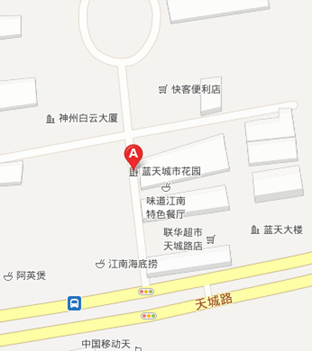 快客便利店
神州白云大厦
A
蓝天城市花园
味道江南
特色餐厅
联华超市
天城路店
蓝天大楼
江南海底捞
阿英煲
天城路
中国移动天